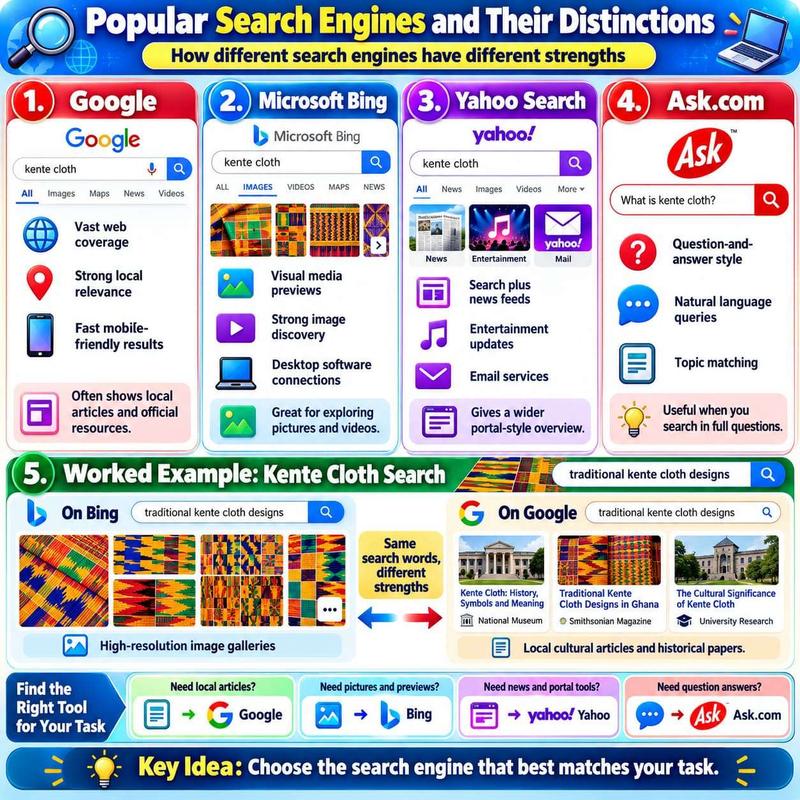 Popular Search Engines and Their Distinctions
How different search engines have different strengths
1. Google
Google
kente cloth
All Images Maps News Videos
Vast web
coverage
Strong local
relevance
Fast mobile-
friendly results
Often shows local
articles and official
resources.
2. Microsoft Bing
Microsoft Bing
kente cloth
ALL IMAGES VIDEOS MAPS NEWS
Visual media
previews
Strong image
discovery
Desktop software
connections
Great for exploring
pictures and videos.
3. Yahoo Search
yahoo!
kente cloth
All News Images Videos More
yahoo!
News Entertainment Mail
Search plus
news feeds
Entertainment
updates
Email services
Gives a wider
portal-style overview.
4. Ask.com
Ask™
What is kente cloth?
Question-and-
answer style
Natural language
queries
Topic matching
Useful when you
search in full questions.
5. Worked Example: Kente Cloth Search
traditional kente cloth designs
On Bing
traditional kente cloth designs
High-resolution image galleries
Same
search words,
different
strengths
On Google
traditional kente cloth designs
Kente Cloth: History,
Symbols and Meaning
National Museum
Traditional Kente
Cloth Designs in Ghana
Smithsonian Magazine
The Cultural Significance
of Kente Cloth
University Research
Local cultural articles and historical papers.
Find the
Right Tool
for Your Task
Need local articles?
Google
Need pictures and previews?
Bing
Need news and portal tools?
yahoo! Yahoo
Need question answers?
Ask Ask.com
Key Idea: Choose the search engine that best matches your task.